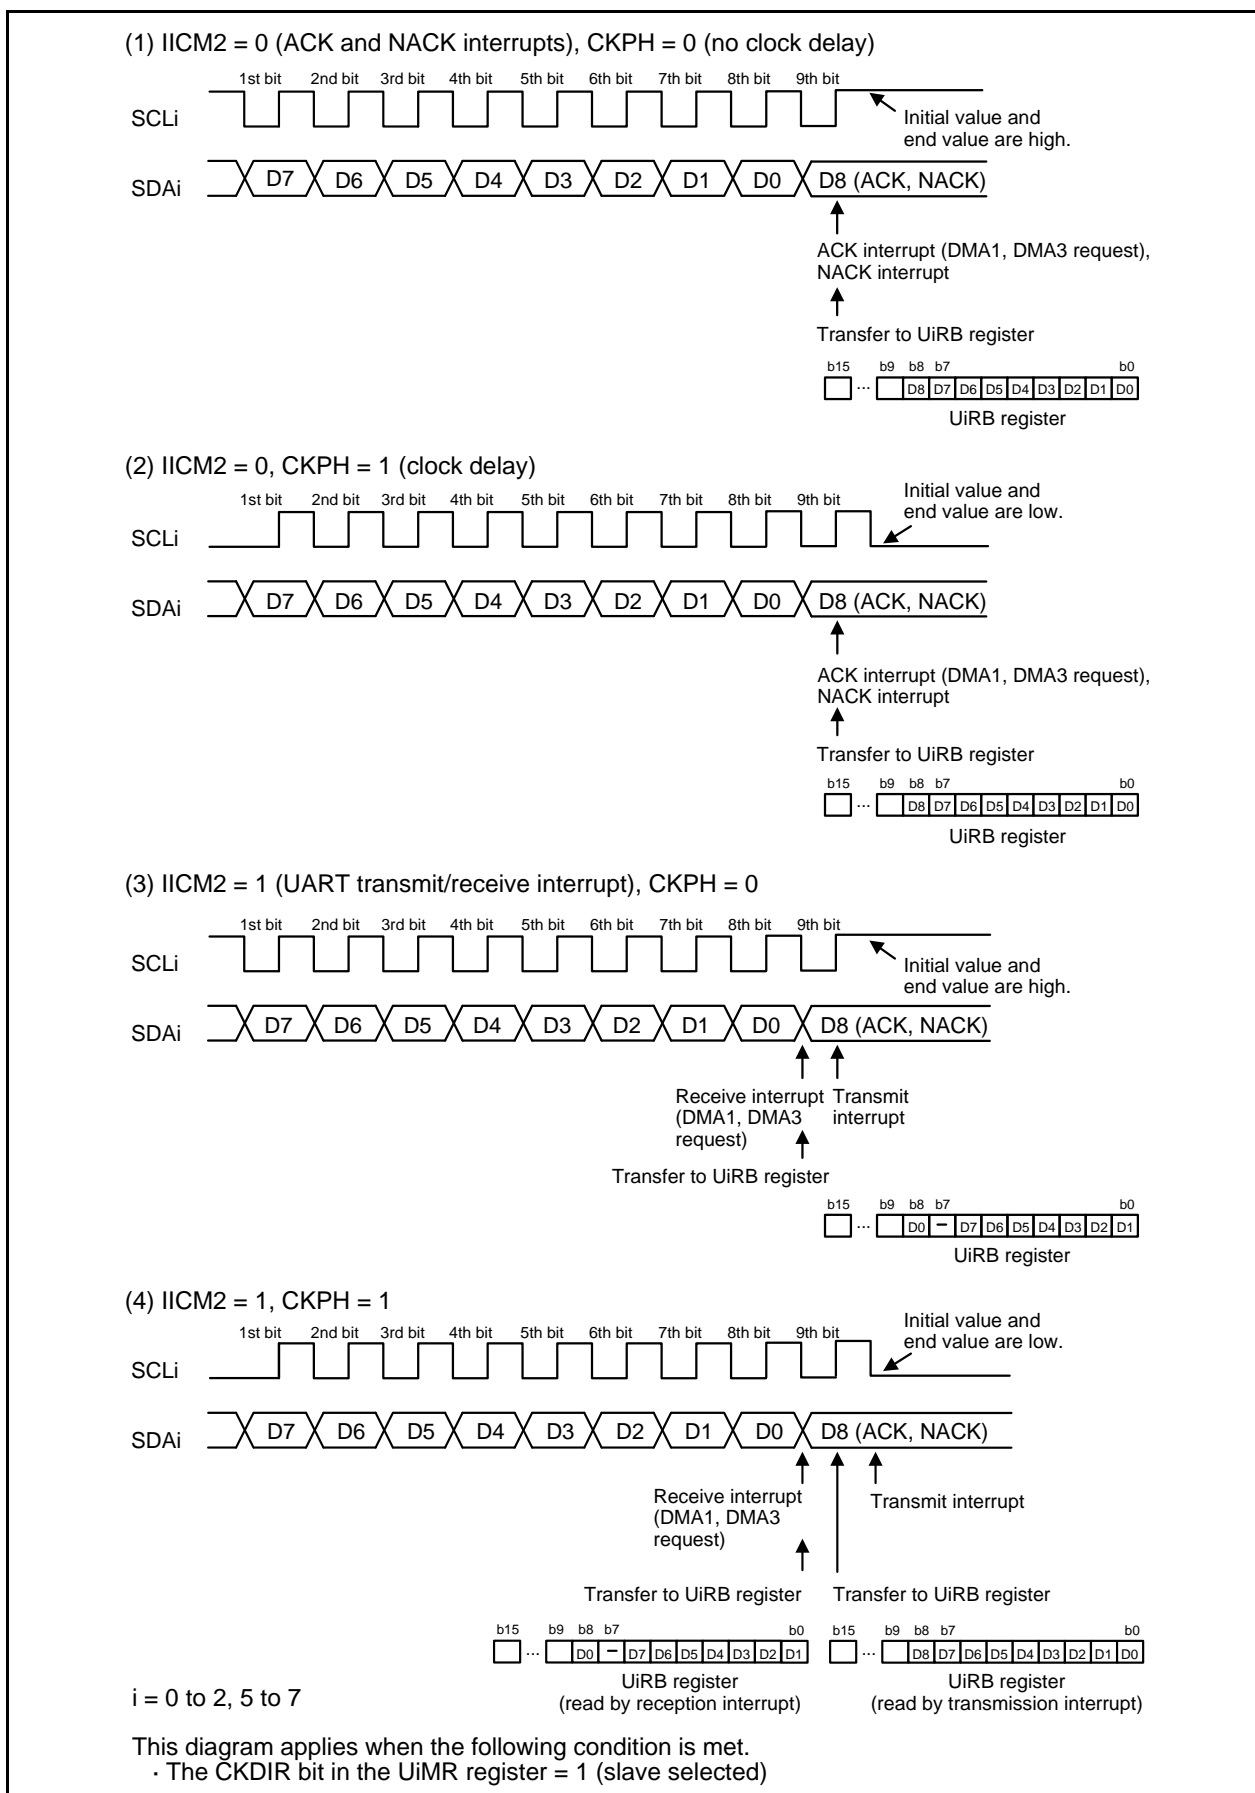 (1) IICM2 = 0 (ACK and NACK interrupts), CKPH = 0 (no clock delay)
1st bit 2nd bit 3rd bit 4th bit 5th bit 6th bit 7th bit 8th bit 9th bit
SCLi
Initial value and
end value are high.
SDAi D7 D6 D5 D4 D3 D2 D1 D0 D8 (ACK, NACK)
ACK interrupt (DMA1, DMA3 request),
NACK interrupt
Transfer to UiRB register
b15 b9 b8 b7 b0
... D8 D7 D6 D5 D4 D3 D2 D1 D0
UiRB register
(2) IICM2 = 0, CKPH = 1 (clock delay)
1st bit 2nd bit 3rd bit 4th bit 5th bit 6th bit 7th bit 8th bit 9th bit
Initial value and
end value are low.
SCLi
SDAi D7 D6 D5 D4 D3 D2 D1 D0 D8 (ACK, NACK)
ACK interrupt (DMA1, DMA3 request),
NACK interrupt
Transfer to UiRB register
b15 b9 b8 b7 b0
... D8 D7 D6 D5 D4 D3 D2 D1 D0
UiRB register
(3) IICM2 = 1 (UART transmit/receive interrupt), CKPH = 0
1st bit 2nd bit 3rd bit 4th bit 5th bit 6th bit 7th bit 8th bit 9th bit
SCLi
Initial value and
end value are high.
SDAi D7 D6 D5 D4 D3 D2 D1 D0 D8 (ACK, NACK)
Receive interrupt
(DMA1, DMA3
request)
Transmit
interrupt
Transfer to UiRB register
b15 b9 b8 b7 b0
... D0 – D7 D6 D5 D4 D3 D2 D1
UiRB register
(4) IICM2 = 1, CKPH = 1
1st bit 2nd bit 3rd bit 4th bit 5th bit 6th bit 7th bit 8th bit 9th bit
Initial value and
end value are low.
SCLi
SDAi D7 D6 D5 D4 D3 D2 D1 D0 D8 (ACK, NACK)
Receive interrupt
(DMA1, DMA3
request)
Transmit interrupt
Transfer to UiRB register Transfer to UiRB register
b15 b9 b8 b7 b0 b15 b9 b8 b7 b0
... D0 – D7 D6 D5 D4 D3 D2 D1 ... D8 D7 D6 D5 D4 D3 D2 D1 D0
UiRB register
(read by reception interrupt)
UiRB register
(read by transmission interrupt)
i = 0 to 2, 5 to 7
This diagram applies when the following condition is met.
· The CKDIR bit in the UiMR register = 1 (slave selected)